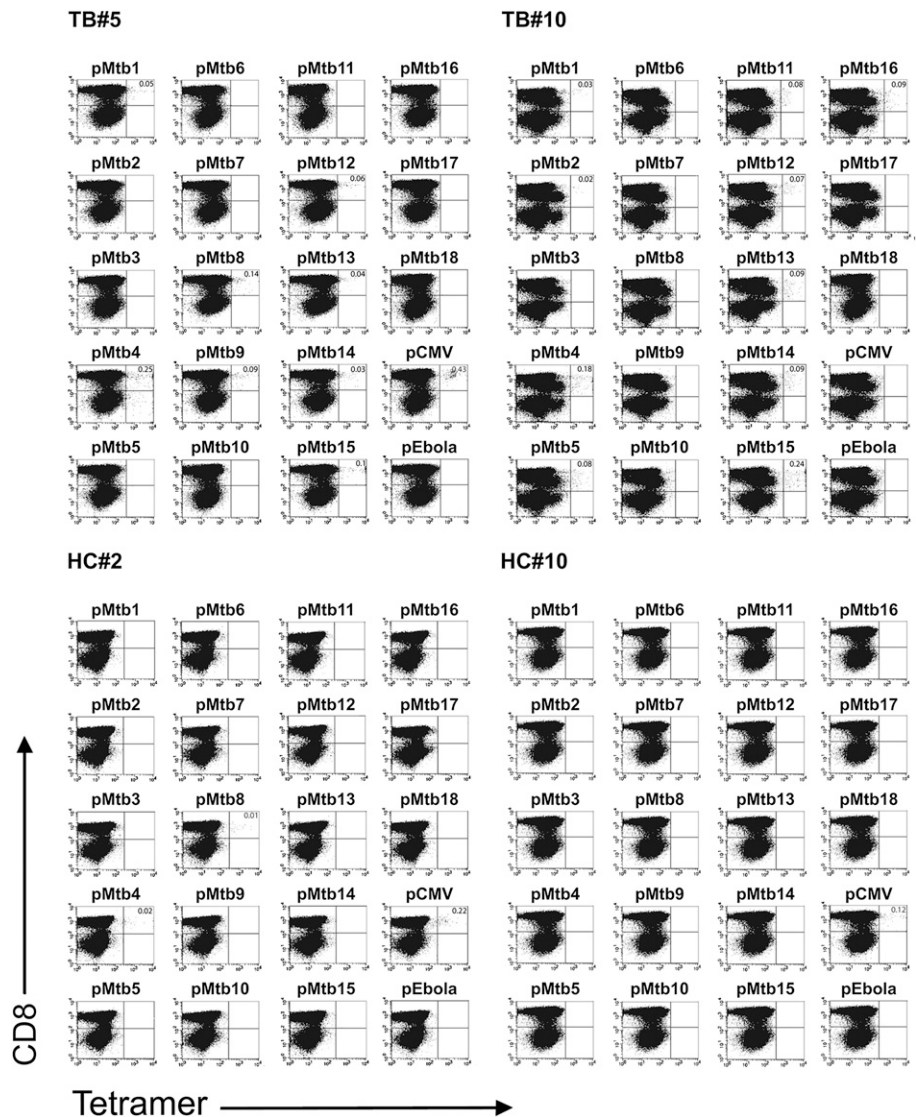 TB#5 TB#10
pMtb1 pMtb6 pMtb11 pMtb16 pMtb1 pMtb6 pMtb11 pMtb16
0.05 0.03 0.08 0.09
pMtb2 pMtb7 pMtb12 pMtb17 pMtb2 pMtb7 pMtb12 pMtb17
0.06 0.02 0.07
pMtb3 pMtb8 pMtb13 pMtb18 pMtb3 pMtb8 pMtb13 pMtb18
0.14 0.04 0.09
pMtb4 pMtb9 pMtb14 pCMV pMtb4 pMtb9 pMtb14 pCMV
0.25 0.09 0.03 0.43 0.18 0.09
pMtb5 pMtb10 pMtb15 pEbola pMtb5 pMtb10 pMtb15 pEbola
0.1 0.08 0.24
HC#2 HC#10
pMtb1 pMtb6 pMtb11 pMtb16 pMtb1 pMtb6 pMtb11 pMtb16
pMtb2 pMtb7 pMtb12 pMtb17 pMtb2 pMtb7 pMtb12 pMtb17
pMtb3 pMtb8 pMtb13 pMtb18 pMtb3 pMtb8 pMtb13 pMtb18
0.01
pMtb4 pMtb9 pMtb14 pCMV pMtb4 pMtb9 pMtb14 pCMV
0.02 0.22 0.12
pMtb5 pMtb10 pMtb15 pEbola pMtb5 pMtb10 pMtb15 pEbola
CD8
Tetramer